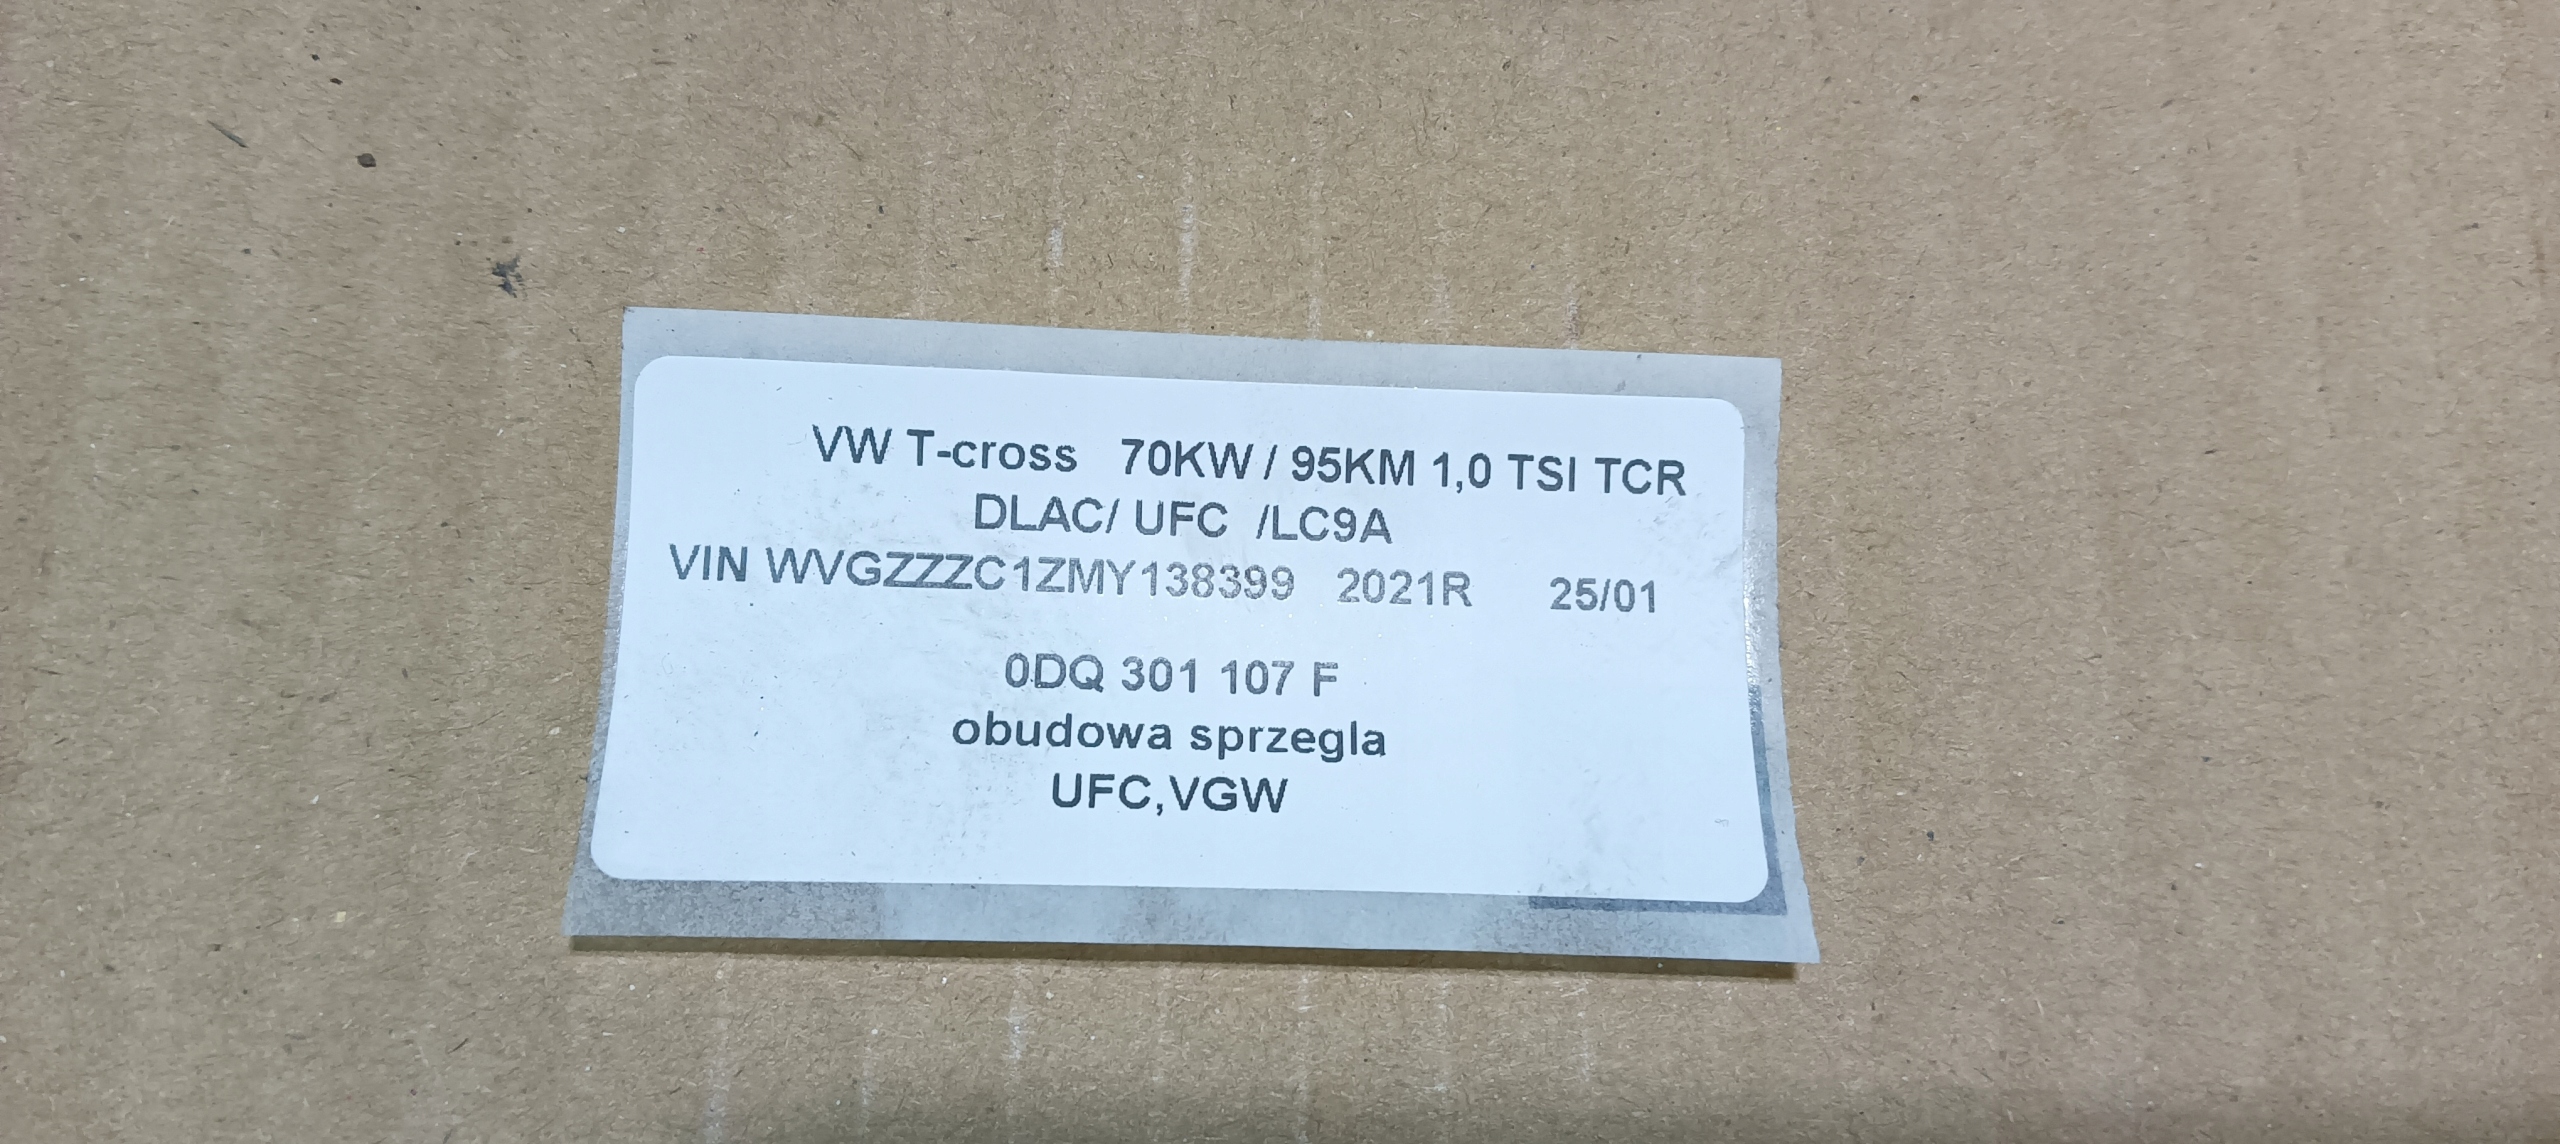 VW T-cross 70KW / 95KM 1,0 TSI TCR
DLAC/ UFC /LC9A
VIN WVGZZZC1ZMY138399 2021R 25/01
0DQ 301 107 F
obudowa sprzegla
UFC,VGW